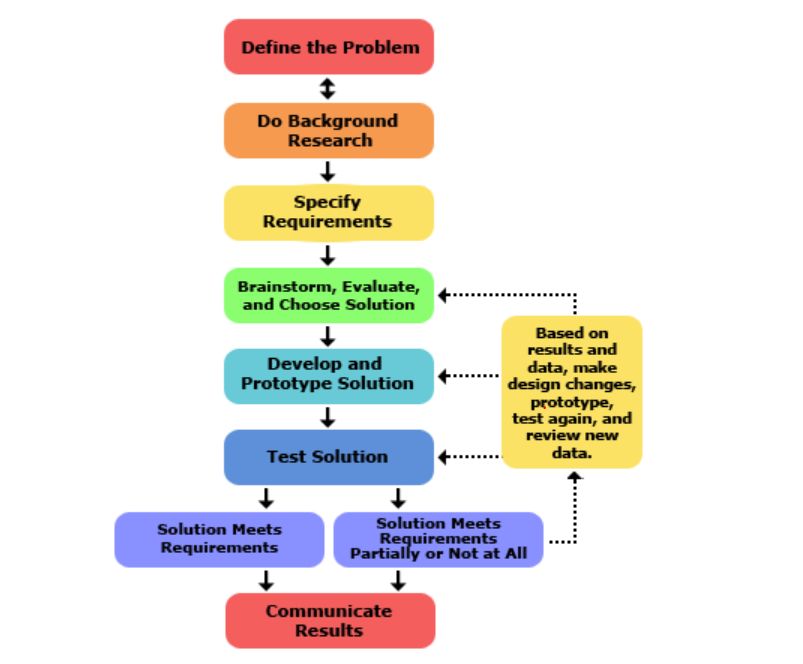 Define the Problem
Do Background
Research
Specify
Requirements
Brainstorm, Evaluate,
and Choose Solution
Develop and
Prototype Solution
Test Solution
Based on
results and
data, make
design changes,
prototype,
test again, and
review new
data.
Solution Meets
Requirements
Solution Meets
Requirements
Partially or Not at All
Communicate
Results